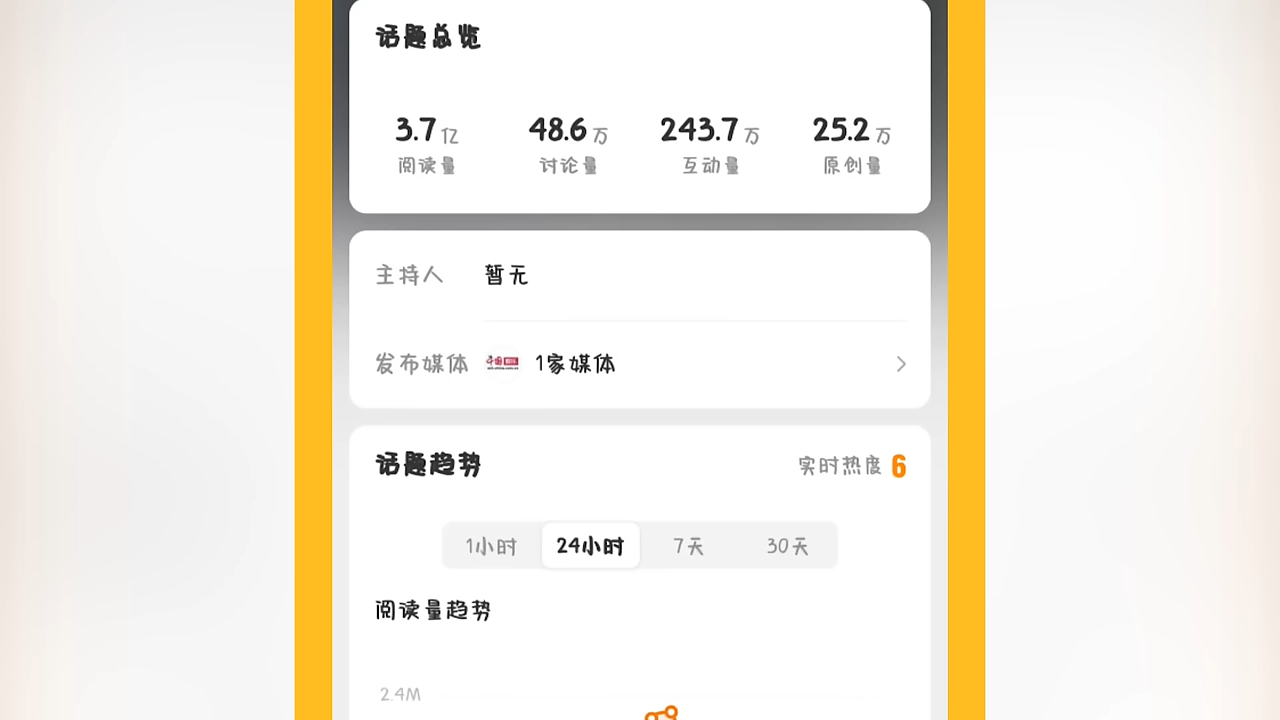 话题总览
3.7亿 48.6万 243.7万 25.2万
阅读量 讨论量 互动量 原创量
主持人 暂无
发布媒体 1家媒体
话题趋势 实时热度 6
1小时 24小时 7天 30天
阅读量趋势
2.4M